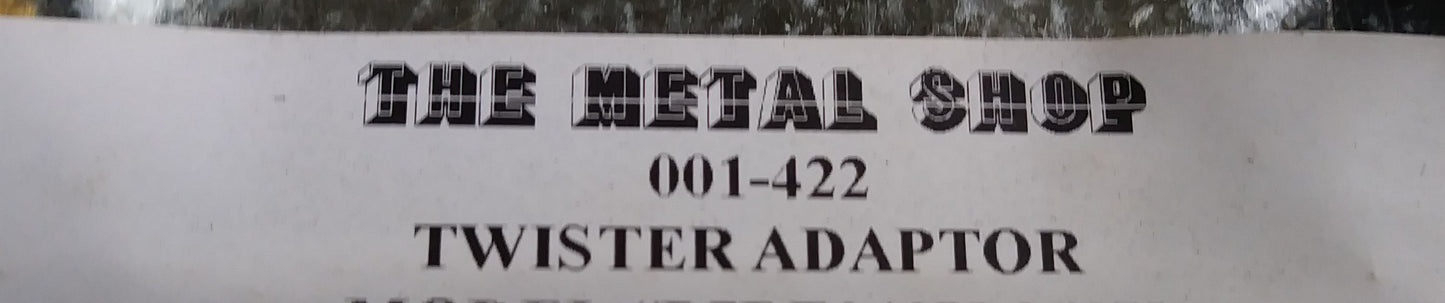 THE METAL SHOP
001-422
TWISTER ADAPTOR